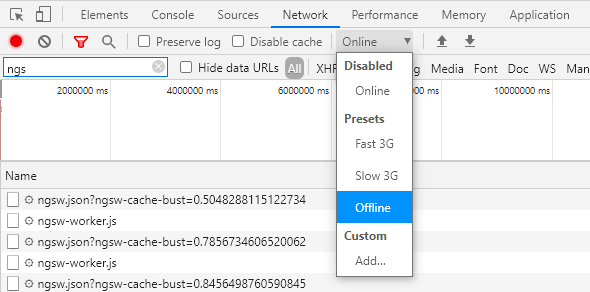 Elements Console Sources Network Performance Memory Application
Preserve log Disable cache Online
ngs Hide data URLs All XHR Media Font Doc WS Man
Disabled
Online
Presets
Fast 3G
Slow 3G
Offline
Custom
Add...
2000000 ms 4000000 ms 6000000 ms 10000000 ms
Name
ngsw.json?ngsw-cache-bust=0.5048288115122734
ngsw-worker.js
ngsw.json?ngsw-cache-bust=0.7856734606520062
ngsw-worker.js
ngsw.json?ngsw-cache-bust=0.8456498760590845